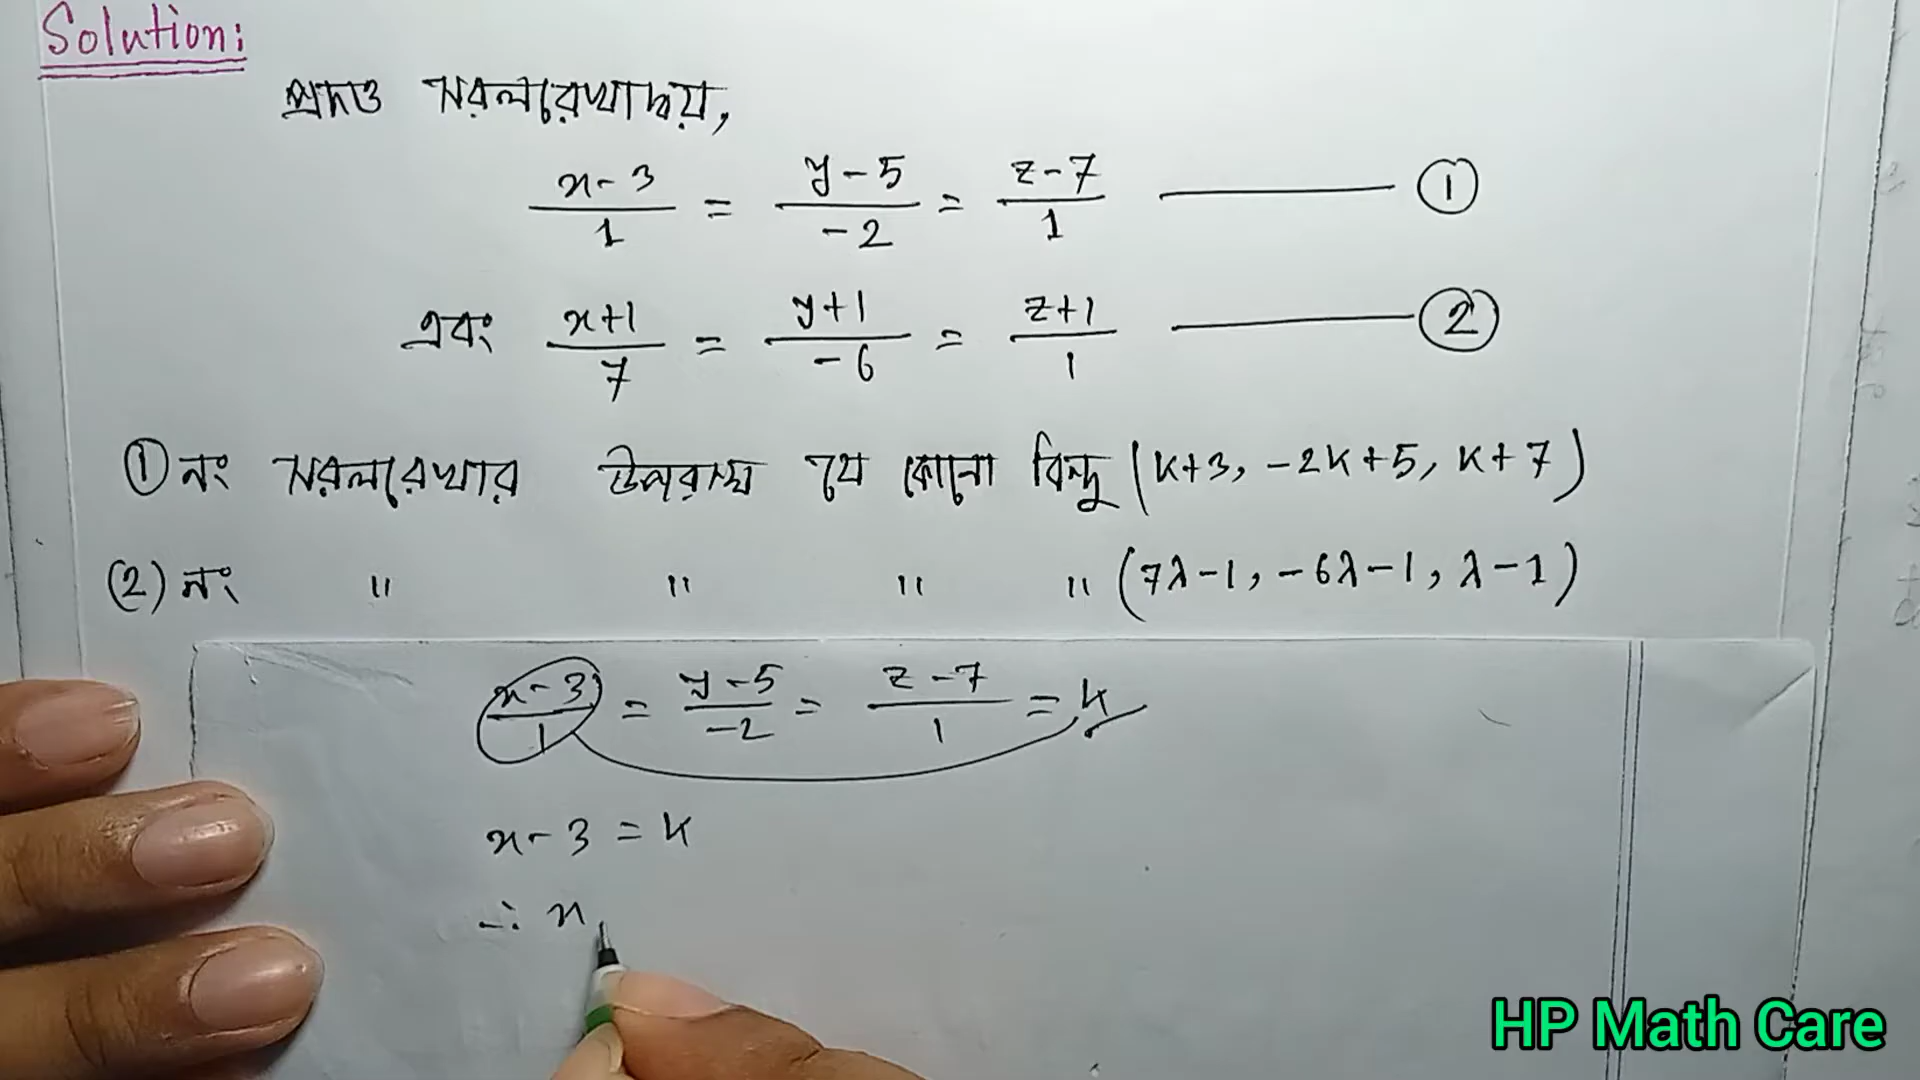 Solution:
প্রদত্ত সরলরেখাদ্বয়,
x-3/1 = y-5/-2 = z-7/1 —— ①
এবং x+1/7 = y+1/-6 = z+1/1 —— ②
① নং সরলরেখার উপরস্থ যে কোনো বিন্দু (k+3, -2k+5, k+7)
(2) নং " " " " (7λ-1, -6λ-1, λ-1)
x-3/1 = y-5/-2 = z-7/1 = k
x-3 = k
∴ x
HP Math Care